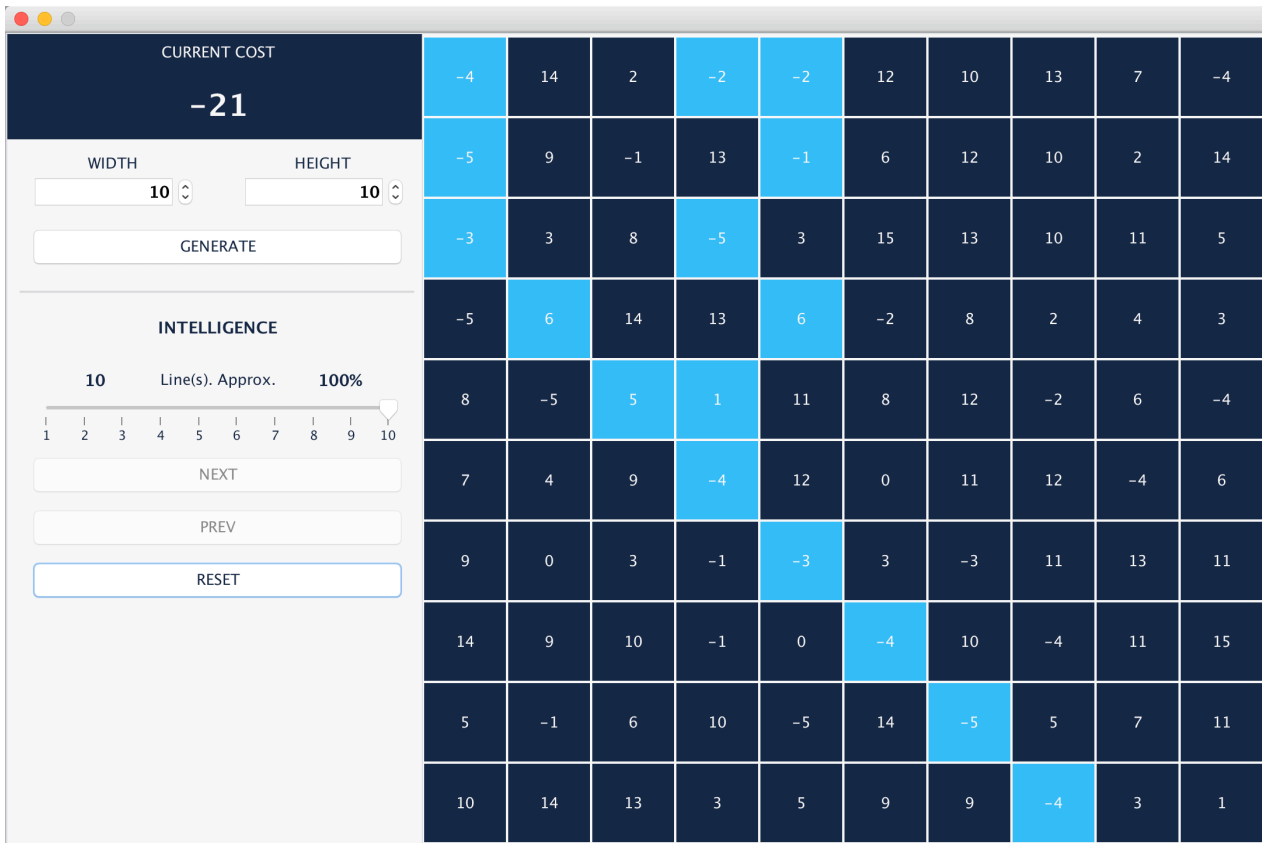 CURRENT COST
−21
WIDTH HEIGHT
10 10
GENERATE
INTELLIGENCE
10 Line(s). Approx. 100%
1 2 3 4 5 6 7 8 9 10
NEXT
PREV
RESET
−4 14 2 −2 −2 12 10 13 7 −4
−5 9 −1 13 −1 6 12 10 2 14
−3 3 8 −5 3 15 13 10 11 5
−5 6 14 13 6 −2 8 2 4 3
8 −5 5 1 11 8 12 −2 6 −4
7 4 9 −4 12 0 11 12 −4 6
9 0 3 −1 −3 3 −3 11 13 11
14 9 10 −1 0 −4 10 −4 11 15
5 −1 6 10 −5 14 −5 5 7 11
10 14 13 3 5 9 9 −4 3 1